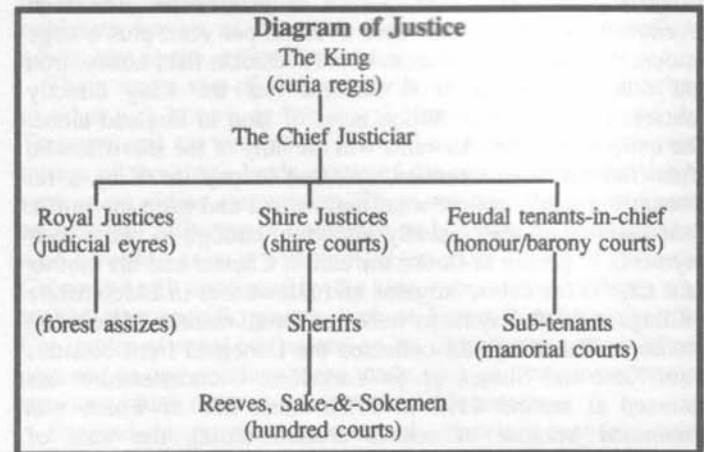 Diagram of Justice
The King
(curia regis)
The Chief Justiciar
Royal Justices
(judicial eyres)
Shire Justices
(shire courts)
Feudal tenants-in-chief
(honour/barony courts)
(forest assizes)
Sheriffs
Sub-tenants
(manorial courts)
Reeves, Sake-&-Sokemen
(hundred courts)